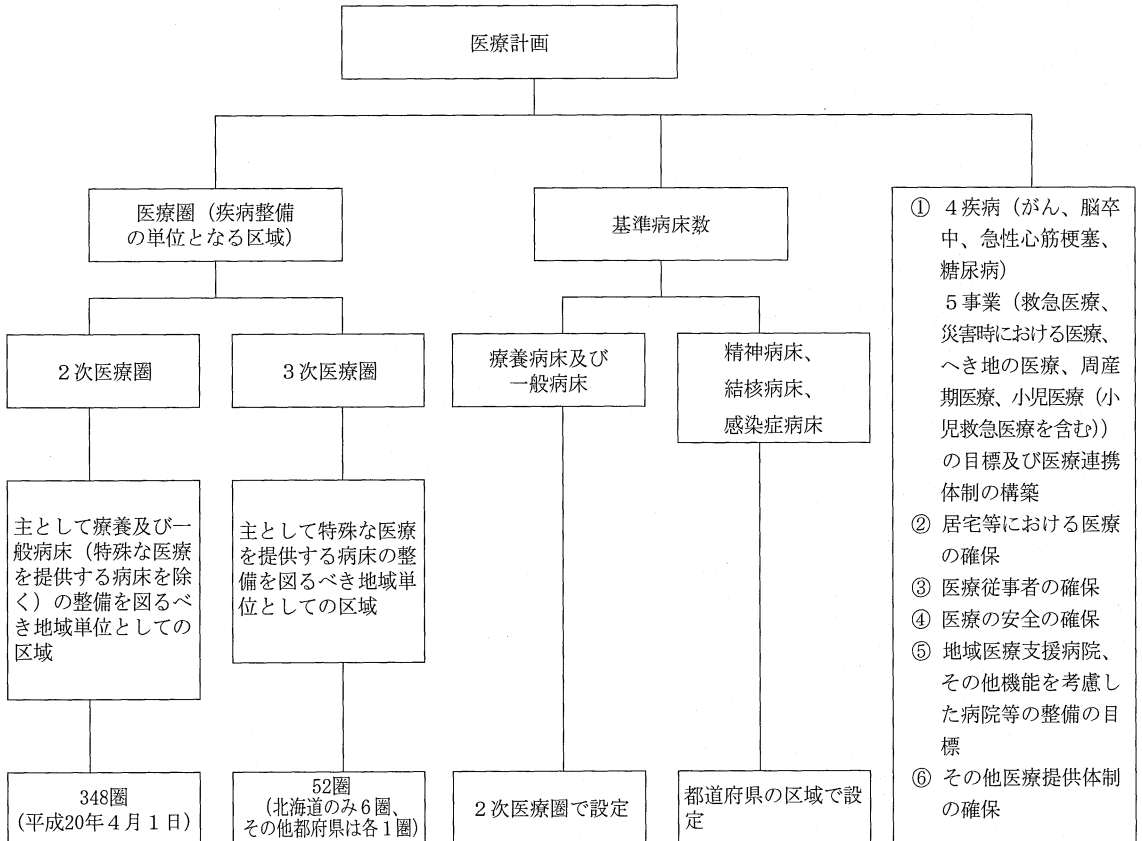 医療計画
医療圏（疾病整備
の単位となる区域）
基準病床数
２次医療圏
３次医療圏
療養病床及び
一般病床
精神病床、
結核病床、
感染症病床
主として療養及び一
般病床（特殊な医療
を提供する病床を除
く）の整備を図るべ
き地域単位としての
区域
主として特殊な医療
を提供する病床の整
備を図るべき地域単
位としての区域
348圏
(平成20年４月１日)
52圏
(北海道のみ６圏、
その他都府県は各１圏)
２次医療圏で設定
都道府県の区域で設
定
① ４疾病（がん、脳卒
中、急性心筋梗塞、
糖尿病）
５事業（救急医療、
災害時における医療、
へき地の医療、周産
期医療、小児医療（小
児救急医療を含む））
の目標及び医療連携
体制の構築
② 居宅等における医療
の確保
③ 医療従事者の確保
④ 医療の安全の確保
⑤ 地域医療支援病院、
その他機能を考慮し
た病院等の整備の目
標
⑥ その他医療提供体制
の確保